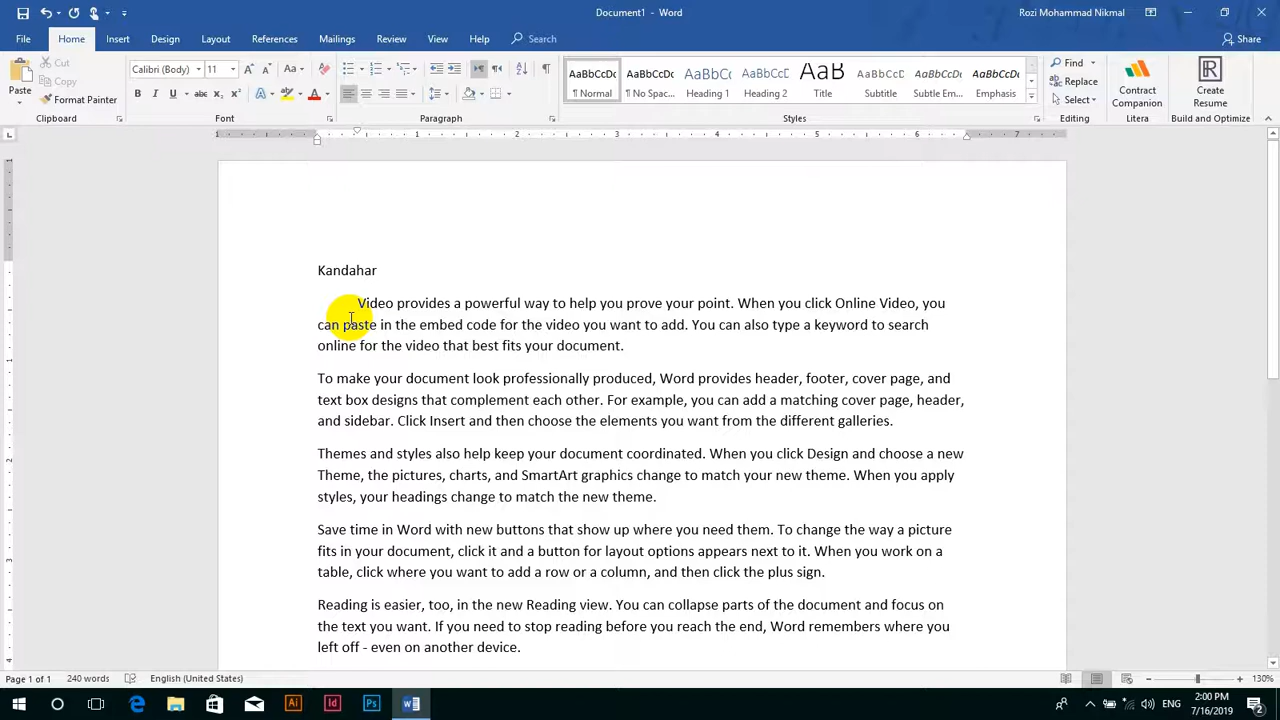 Document1 - Word
Rozi Mohammad Nikmal
File Home Insert Design Layout References Mailings Review View Help Search Share
Cut
Copy
Format Painter
Paste
Calibri (Body) 11
AaBbCcDc AaBbCcDc AaBbCc AaBbCcC AaB AaBbCcD AaBbCcDc AaBbCcDc
¶ Normal ¶ No Spac... Heading 1 Heading 2 Title Subtitle Subtle Em... Emphasis
Find
Replace
Select
Contract Companion
Create Resume
Clipboard Font Paragraph Styles Editing Litera Build and Optimize
1 1 2 3 4 5 6 7
Kandahar
Video provides a powerful way to help you prove your point. When you click Online Video, you
can paste in the embed code for the video you want to add. You can also type a keyword to search
online for the video that best fits your document.
To make your document look professionally produced, Word provides header, footer, cover page, and
text box designs that complement each other. For example, you can add a matching cover page, header,
and sidebar. Click Insert and then choose the elements you want from the different galleries.
Themes and styles also help keep your document coordinated. When you click Design and choose a new
Theme, the pictures, charts, and SmartArt graphics change to match your new theme. When you apply
styles, your headings change to match the new theme.
Save time in Word with new buttons that show up where you need them. To change the way a picture
fits in your document, click it and a button for layout options appears next to it. When you work on a
table, click where you want to add a row or a column, and then click the plus sign.
Reading is easier, too, in the new Reading view. You can collapse parts of the document and focus on
the text you want. If you need to stop reading before you reach the end, Word remembers where you
left off - even on another device.
Page 1 of 1 240 words English (United States) 130%
Ai Id Ps ENG 2:00 PM
7/16/2019 2